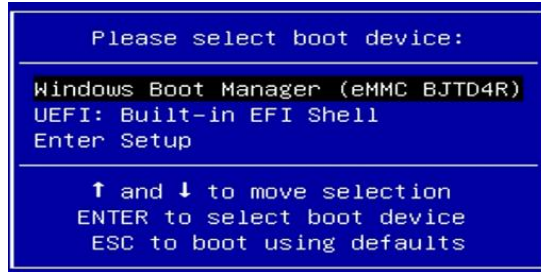 Please select boot device:
Windows Boot Manager (eMMC BJTD4R)
UEFI: Built-in EFI Shell
Enter Setup
↑ and ↓ to move selection
ENTER to select boot device
ESC to boot using defaults